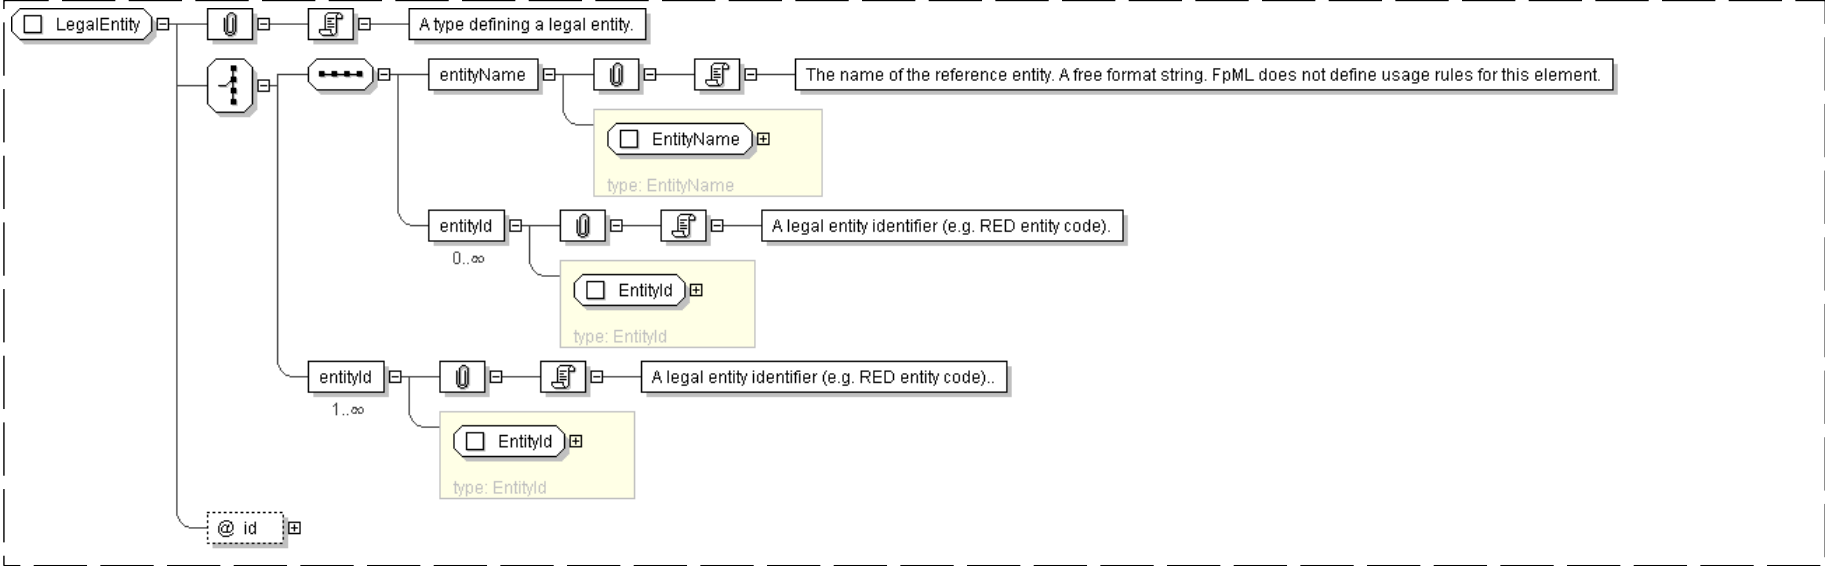 LegalEntity
A type defining a legal entity.
entityName
The name of the reference entity. A free format string. FpML does not define usage rules for this element.
EntityName
type: EntityName
entityId
A legal entity identifier (e.g. RED entity code).
0..∞
EntityId
type: EntityId
entityId
A legal entity identifier (e.g. RED entity code)..
1..∞
EntityId
type: EntityId
@ id